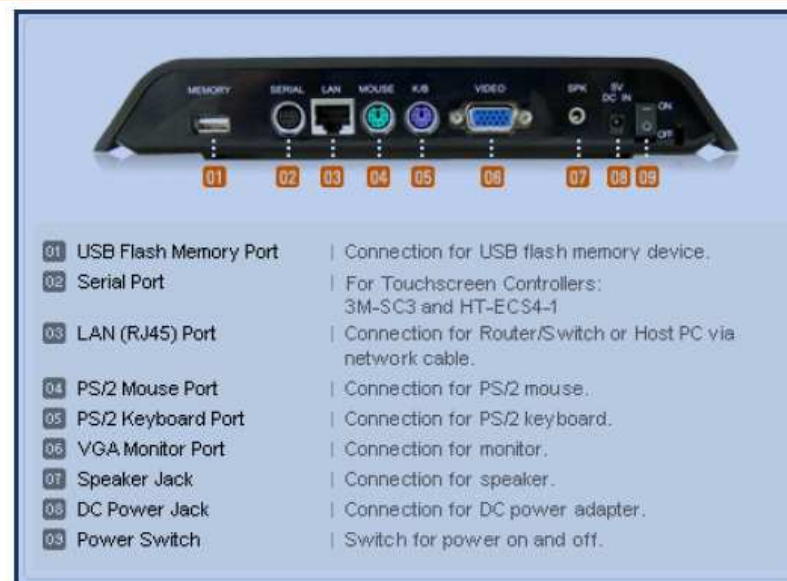 MEMORY SERIAL LAN MOUSE K/B VIDEO SPK 5V DC IN ON OFF
01 02 03 04 05 06 07 08 09
01 USB Flash Memory Port | Connection for USB flash memory device.
02 Serial Port | For Touchscreen Controllers:
3M-SC3 and HT-ECS4-1
03 LAN (RJ45) Port | Connection for Router/Switch or Host PC via
network cable.
04 PS/2 Mouse Port | Connection for PS/2 mouse.
05 PS/2 Keyboard Port | Connection for PS/2 keyboard.
06 VGA Monitor Port | Connection for monitor.
07 Speaker Jack | Connection for speaker.
08 DC Power Jack | Connection for DC power adapter.
09 Power Switch | Switch for power on and off.